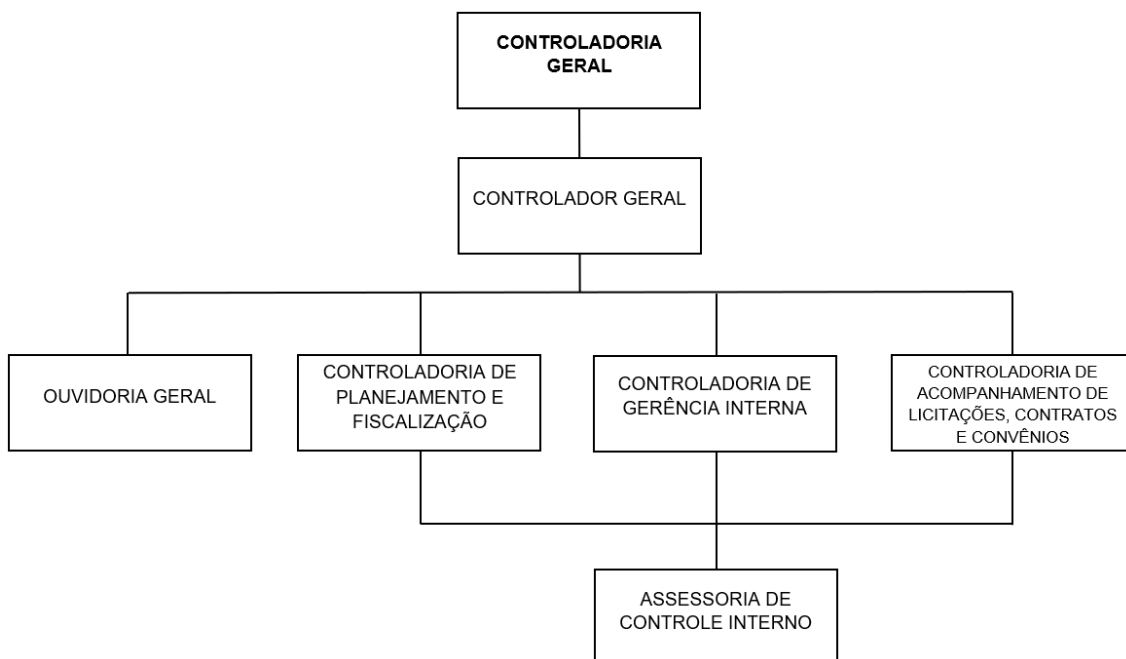 CONTROLADORIA
GERAL
CONTROLADOR GERAL
OUVIDORIA GERAL
CONTROLADORIA DE
PLANEJAMENTO E
FISCALIZAÇÃO
CONTROLADORIA DE
GERÊNCIA INTERNA
CONTROLADORIA DE
ACOMPANHAMENTO DE
LICITAÇÕES, CONTRATOS
E CONVÊNIOS
ASSESSORIA DE
CONTROLE INTERNO